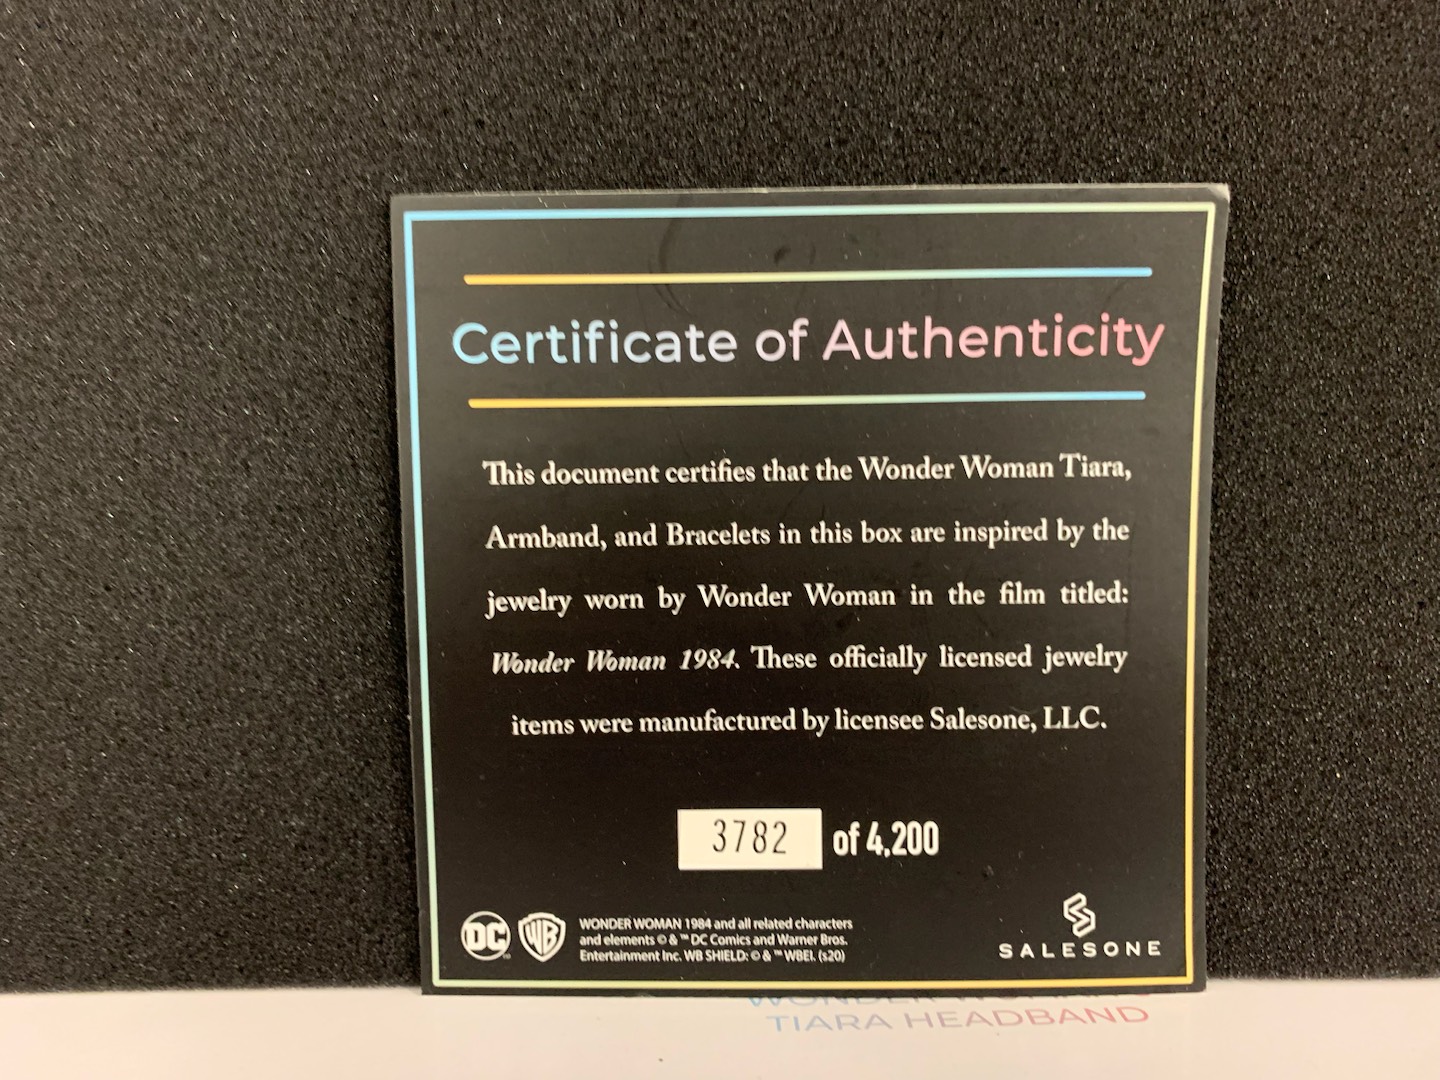 Certificate of Authenticity
This document certifies that the Wonder Woman Tiara,
Armband, and Bracelets in this box are inspired by the
jewelry worn by Wonder Woman in the film titled:
Wonder Woman 1984. These officially licensed jewelry
items were manufactured by licensee Salesone, LLC.
3782 of 4,200
DC WB
WONDER WOMAN 1984 and all related characters
and elements © & ™ DC Comics and Warner Bros.
Entertainment Inc. WB SHIELD: © & ™ WBEI. (s20)
SALESONE
TIARA HEADBAND